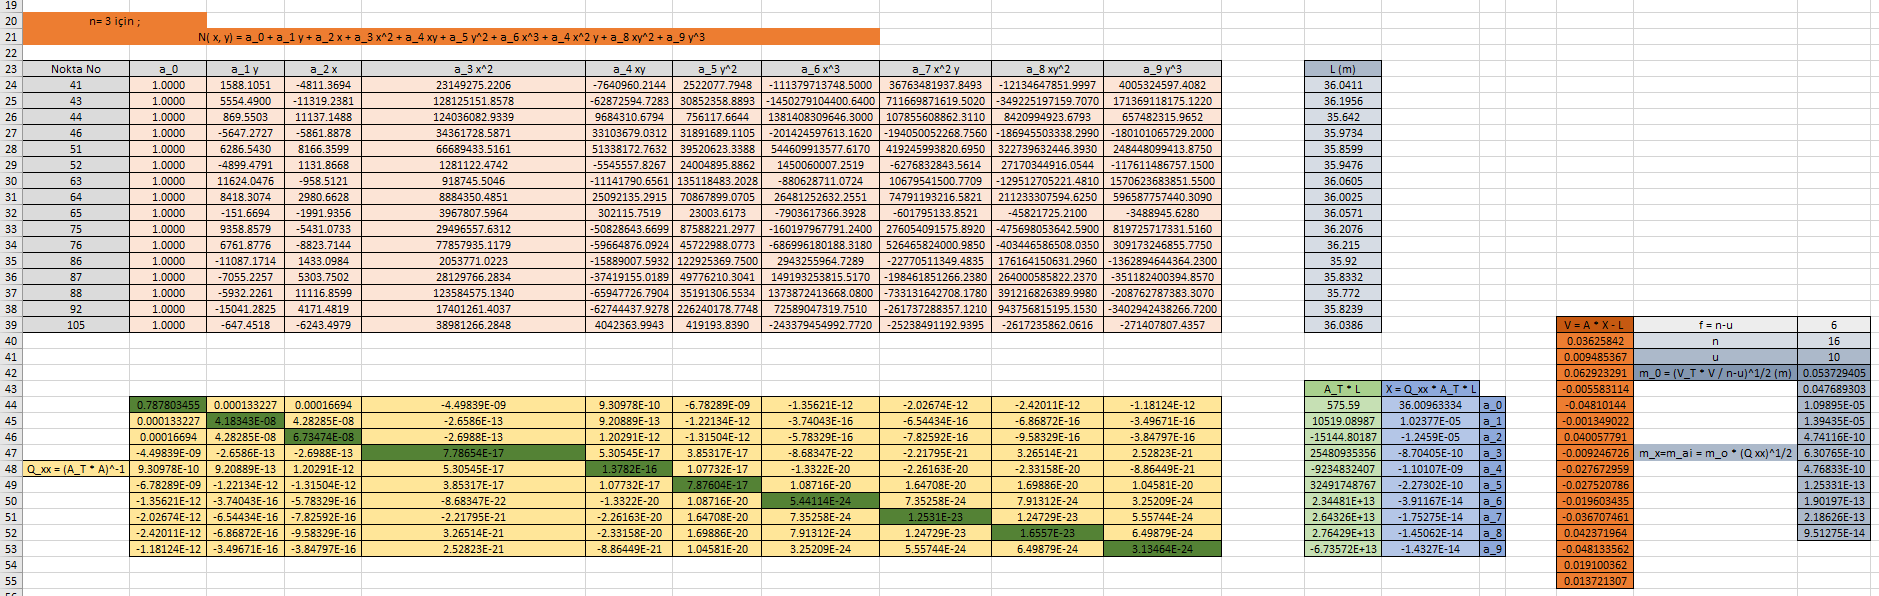 19
20 n= 3 için ;
21 N( x, y) = a_0 + a_1 y + a_2 x + a_3 x^2 + a_4 xy + a_5 y^2 + a_6 x^3 + a_4 x^2 y + a_8 xy^2 + a_9 y^3
22
23 Nokta No a_0 a_1 y a_2 x a_3 x^2 a_4 xy a_5 y^2 a_6 x^3 a_7 x^2 y a_8 xy^2 a_9 y^3 L (m)
24 41 1.0000 1588.1051 -4811.3694 23149275.2206 -7640960.2144 2522077.7948 -111379713748.5000 36763481937.8493 -12134647851.9997 4005324597.4082 36.0411
25 43 1.0000 5554.4900 -11319.2381 128125151.8578 -62872594.7283 30852358.8893 -1450279104400.6400 711669871619.5020 -349225197159.7070 171369118175.1220 36.1956
26 44 1.0000 869.5503 11137.1488 124036082.9339 9684310.6794 756117.6644 1381408309646.3000 107855608862.3110 8420994923.6793 657482315.9652 35.642
27 46 1.0000 -5647.2727 -5861.8878 34361728.5871 33103679.0312 31891689.1105 -201424597613.1620 -194050052268.7560 -186945503338.2990 -180101065729.2000 35.9734
28 51 1.0000 6286.5430 8166.3599 66689433.5161 51338172.7632 39520623.3388 544609913577.6170 419245993820.6950 322739632446.3930 248448099413.8750 35.8599
29 52 1.0000 -4899.4791 1131.8668 1281122.4742 -5545557.8267 24004895.8862 1450060007.2519 -6276832843.5614 27170344916.0544 -117611486757.1500 35.9476
30 63 1.0000 11624.0476 -958.5121 918745.5046 -11141790.6561 135118483.2028 -880628711.0724 10679541500.7709 -129512705221.4810 1570623683851.5500 36.0605
31 64 1.0000 8418.3074 2980.6628 8884350.4851 25092135.2915 70867899.0705 26481252632.2551 74791193216.5821 211233307594.6250 596587757440.3090 36.0025
32 65 1.0000 -151.6694 -1991.9356 3967807.5964 302115.7519 23003.6173 -7903617366.3928 -601795133.8521 -45821725.2100 -3488945.6280 36.0571
33 75 1.0000 9358.8579 -5431.0733 29496557.6312 -50828643.6699 87588221.2977 -160197967791.2400 276054091575.8920 -475698053642.5900 819725717331.5160 36.2076
34 76 1.0000 6761.8776 -8823.7144 77857935.1179 -59664876.0924 45722988.0773 -686996180188.3180 526465824000.9850 -403446586508.0350 309173246855.7750 36.215
35 86 1.0000 -11087.1714 1433.0984 2053771.0223 -15889007.5932 122925369.7500 2943255964.7289 -22770511349.4835 176164150631.2960 -1362894644364.2300 35.92
36 87 1.0000 -7055.2257 5303.7502 28129766.2834 -37419155.0189 49776210.3041 149193253815.5170 -198461851266.2380 264000585822.2370 -351182400394.8570 35.8332
37 88 1.0000 -5932.2261 11116.8599 123584575.1340 -65947726.7904 35191306.5534 1373872413668.0800 -733131642708.1780 391216826389.9980 -208762787383.3070 35.772
38 92 1.0000 -15041.2825 4171.4819 17401261.4037 -62744437.9278 226240178.7748 72589047319.7510 -261737288357.1210 943756815195.1530 -3402942438266.7200 35.8239
39 105 1.0000 -647.4518 -6243.4979 38981266.2848 4042363.9943 419193.8390 -243379454992.7720 -25238491192.9395 -2617235862.0616 -271407807.4357 36.0386 V = A * X - L f = n-u 6
40 0.03625842 n 16
41 0.009485367 u 10
42 0.062923291 m_0 = (V_T * V / n-u)^1/2 (m) 0.053729405
43 A_T * L X = Q_xx * A_T * L -0.005583114 0.047689303
44 0.787803455 0.000133227 0.00016694 -4.49839E-09 9.30978E-10 -6.78289E-09 -1.35621E-12 -2.02674E-12 -2.42011E-12 -1.18124E-12 575.59 36.00963334 a_0 -0.04810144 1.09895E-05
45 0.000133227 4.18343E-08 4.28285E-08 -2.6586E-13 9.20889E-13 -1.22134E-12 -3.74043E-16 -6.54434E-16 -6.86872E-16 -3.49671E-16 10519.08987 1.02377E-05 a_1 -0.001349022 1.39435E-05
46 0.00016694 4.28285E-08 6.73474E-08 -2.6988E-13 1.20291E-12 -1.31504E-12 -5.78329E-16 -7.82592E-16 -9.58329E-16 -3.84797E-16 -15144.80187 -1.2459E-05 a_2 0.040057791 4.74116E-10
47 -4.49839E-09 -2.6586E-13 -2.6988E-13 7.78654E-17 5.30545E-17 3.85317E-17 -8.68347E-22 -2.21795E-21 3.26514E-21 2.52823E-21 25480935356 -8.70405E-10 a_3 -0.009246726 m_x=m_ai = m_o * (Q xx)^1/2 6.30765E-10
48 Q_xx = (A_T * A)^-1 9.30978E-10 9.20889E-13 1.20291E-12 5.30545E-17 1.3782E-16 1.07732E-17 -1.3322E-20 -2.26163E-20 -2.33158E-20 -8.86449E-21 -9234832407 -1.10107E-09 a_4 -0.027672959 4.76833E-10
49 -6.78289E-09 -1.22134E-12 -1.31504E-12 3.85317E-17 1.07732E-17 7.87604E-17 1.08716E-20 1.64708E-20 1.69886E-20 1.04581E-20 32491748767 -2.27302E-10 a_5 -0.027520786 1.25331E-13
50 -1.35621E-12 -3.74043E-16 -5.78329E-16 -8.68347E-22 -1.3322E-20 1.08716E-20 5.44114E-24 7.35258E-24 7.91312E-24 3.25209E-24 2.34481E+13 -3.91167E-14 a_6 -0.019603435 1.90197E-13
51 -2.02674E-12 -6.54434E-16 -7.82592E-16 -2.21795E-21 -2.26163E-20 1.64708E-20 7.35258E-24 1.2531E-23 1.24729E-23 5.55744E-24 2.64326E+13 -1.75275E-14 a_7 -0.036707461 2.18626E-13
52 -2.42011E-12 -6.86872E-16 -9.58329E-16 3.26514E-21 -2.33158E-20 1.69886E-20 7.91312E-24 1.24729E-23 1.6557E-23 6.49879E-24 2.76429E+13 -1.45062E-14 a_8 0.042371964 9.51275E-14
53 -1.18124E-12 -3.49671E-16 -3.84797E-16 2.52823E-21 -8.86449E-21 1.04581E-20 3.25209E-24 5.55744E-24 6.49879E-24 3.13464E-24 -6.73572E+13 -1.4327E-14 a_9 -0.048133562
54 0.019100362
55 0.013721307